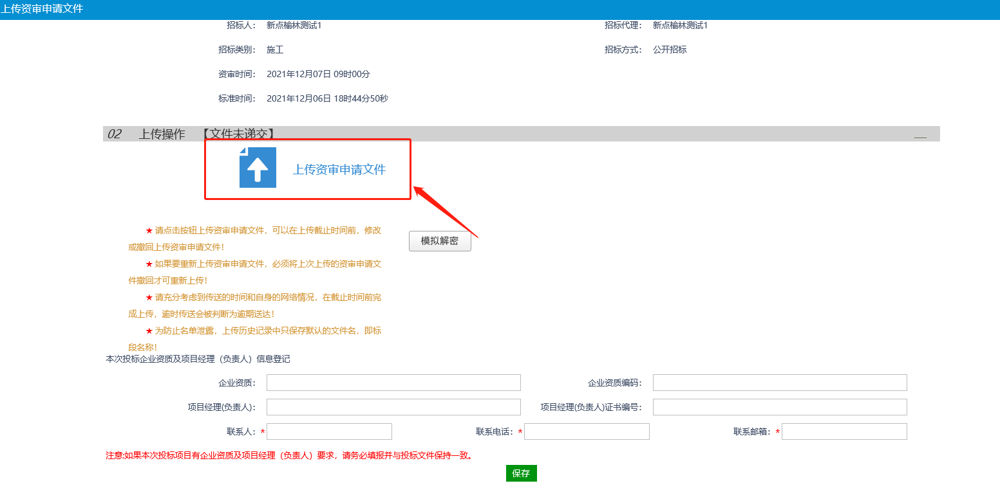 上传资审申请文件
招标人： 新点榆林测试1 招标代理： 新点榆林测试1
招标类别： 施工 招标方式： 公开招标
资审时间： 2021年12月07日 09时00分
标准时间： 2021年12月06日 18时44分50秒
02 上传操作 【文件未递交】
上传资审申请文件
★ 请点击按钮上传资审申请文件，可以在上传截止时间前，修改
或撤回上传资审申请文件！
模拟解密
★ 如果要重新上传资审申请文件，必须将上次上传的资审申请文
件撤回才可重新上传！
★ 请充分考虑到传送的时间和自身的网络情况，在截止时间前完
成上传，逾时传送会被判断为逾期送达！
★ 为防止名单泄露，上传历史记录中只保存默认的文件名，即标
段名称！
本次投标企业资质及项目经理（负责人）信息登记
企业资质： 企业资质编码：
项目经理(负责人)： 项目经理(负责人)证书编号：
联系人：* 联系电话：* 联系邮箱：*
注意:如果本次投标项目有企业资质及项目经理（负责人）要求，请务必填报并与投标文件保持一致。
保存